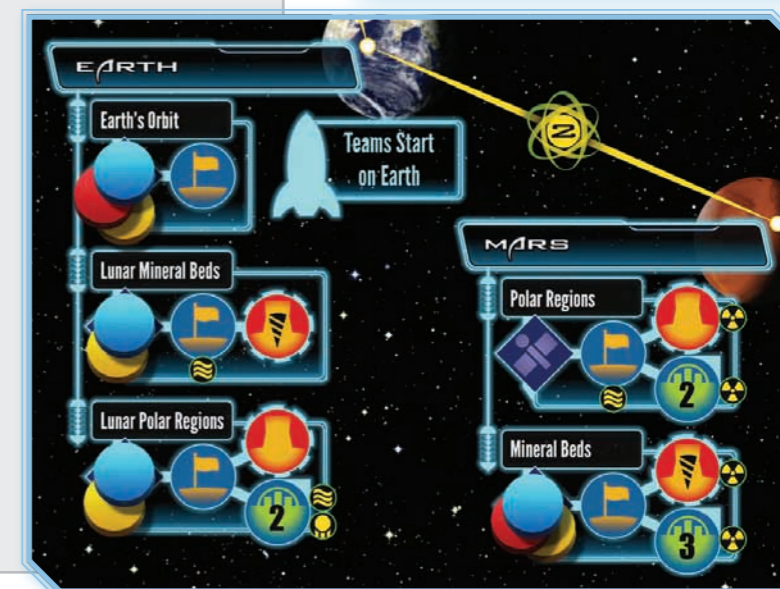 EARTH
Earth's Orbit
Teams Start
on Earth
2
Lunar Mineral Beds
Lunar Polar Regions
2
MARS
Polar Regions
2
Mineral Beds
3